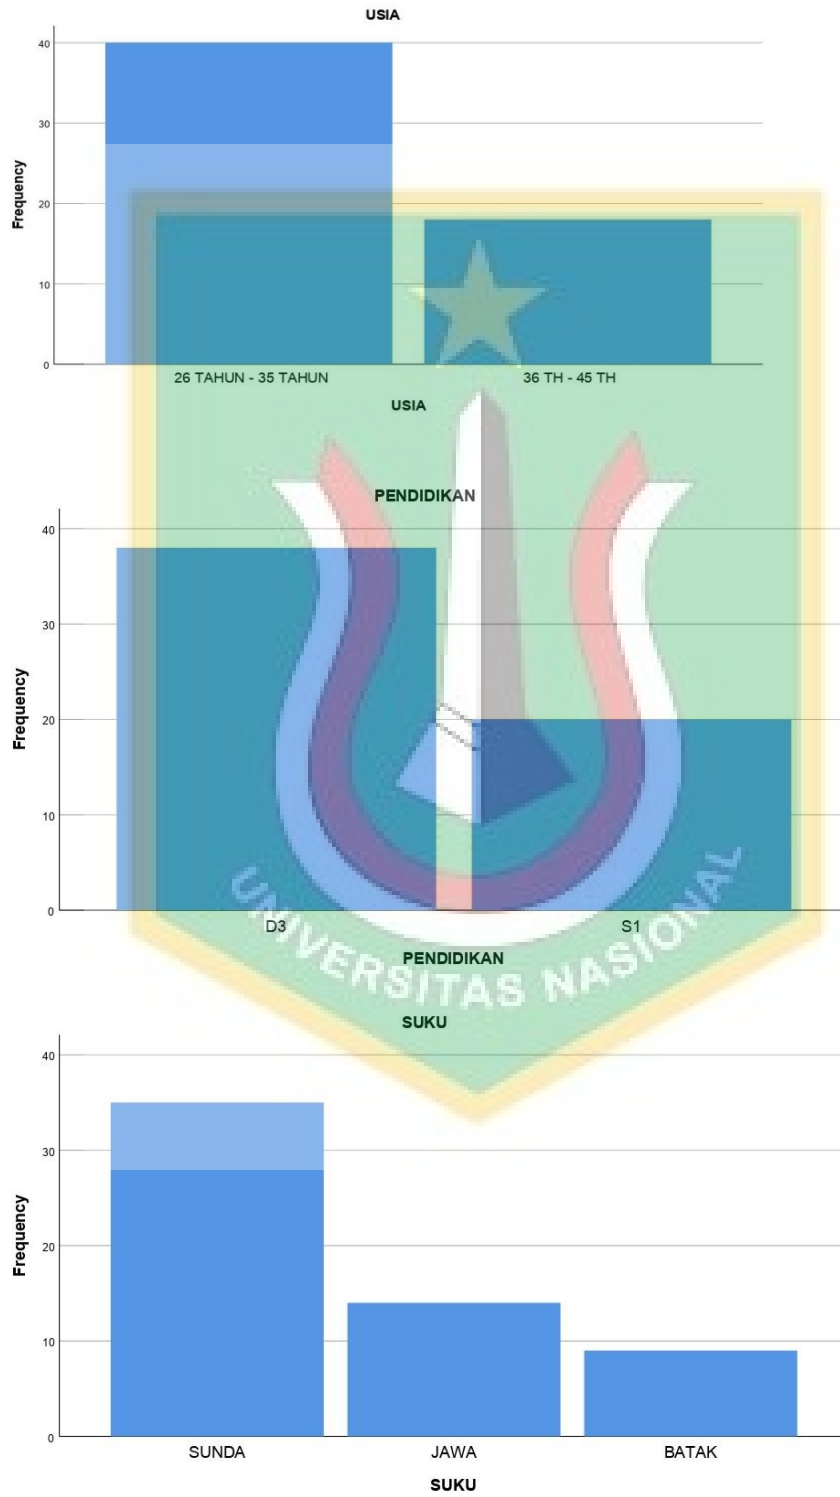 USIA
40
30
20
10
0
Frequency
26 TAHUN - 35 TAHUN
36 TH - 45 TH
USIA
PENDIDIKAN
40
30
20
10
0
Frequency
D3
S1
PENDIDIKAN
UNIVERSITAS NASIONAL
SUKU
40
30
20
10
0
Frequency
SUNDA
JAWA
BATAK
SUKU